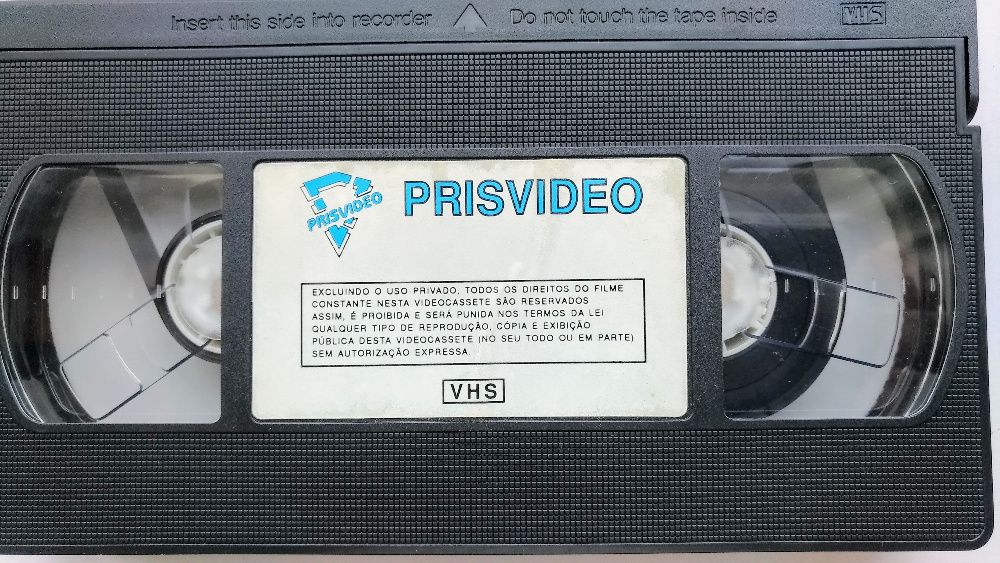 Insert this side into recorder Do not touch the tape inside VHS
PRISVIDEO
PRISVIDEO
EXCLUINDO O USO PRIVADO, TODOS OS DIREITOS DO FILME
CONSTANTE NESTA VIDEOCASSETE SÃO RESERVADOS
ASSIM, É PROIBIDA E SERÁ PUNIDA NOS TERMOS DA LEI
QUALQUER TIPO DE REPRODUÇÃO, CÓPIA E EXIBIÇÃO
PÚBLICA DESTA VIDEOCASSETE (NO SEU TODO OU EM PARTE)
SEM AUTORIZAÇÃO EXPRESSA.
VHS